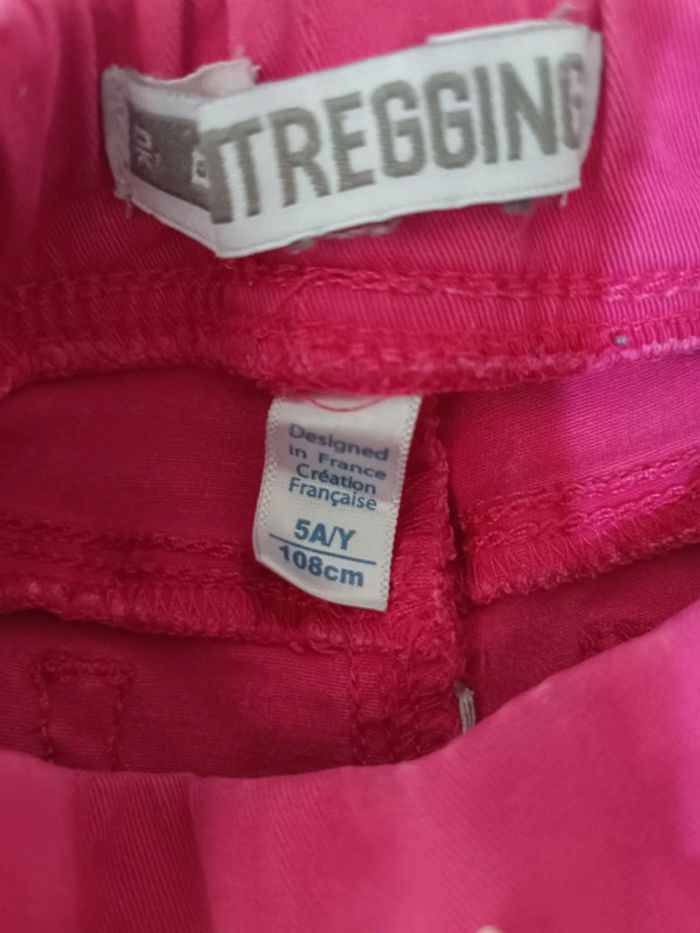 TREGGING
Designed
in France
Création
Française
5A/Y
108cm